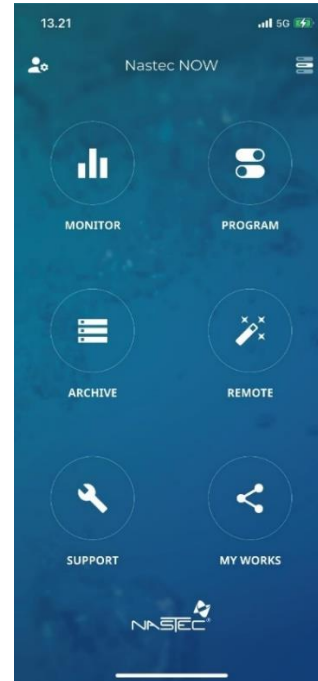 13.21 5G
Nastec NOW
MONITOR PROGRAM
ARCHIVE REMOTE
SUPPORT MY WORKS
NASTEC